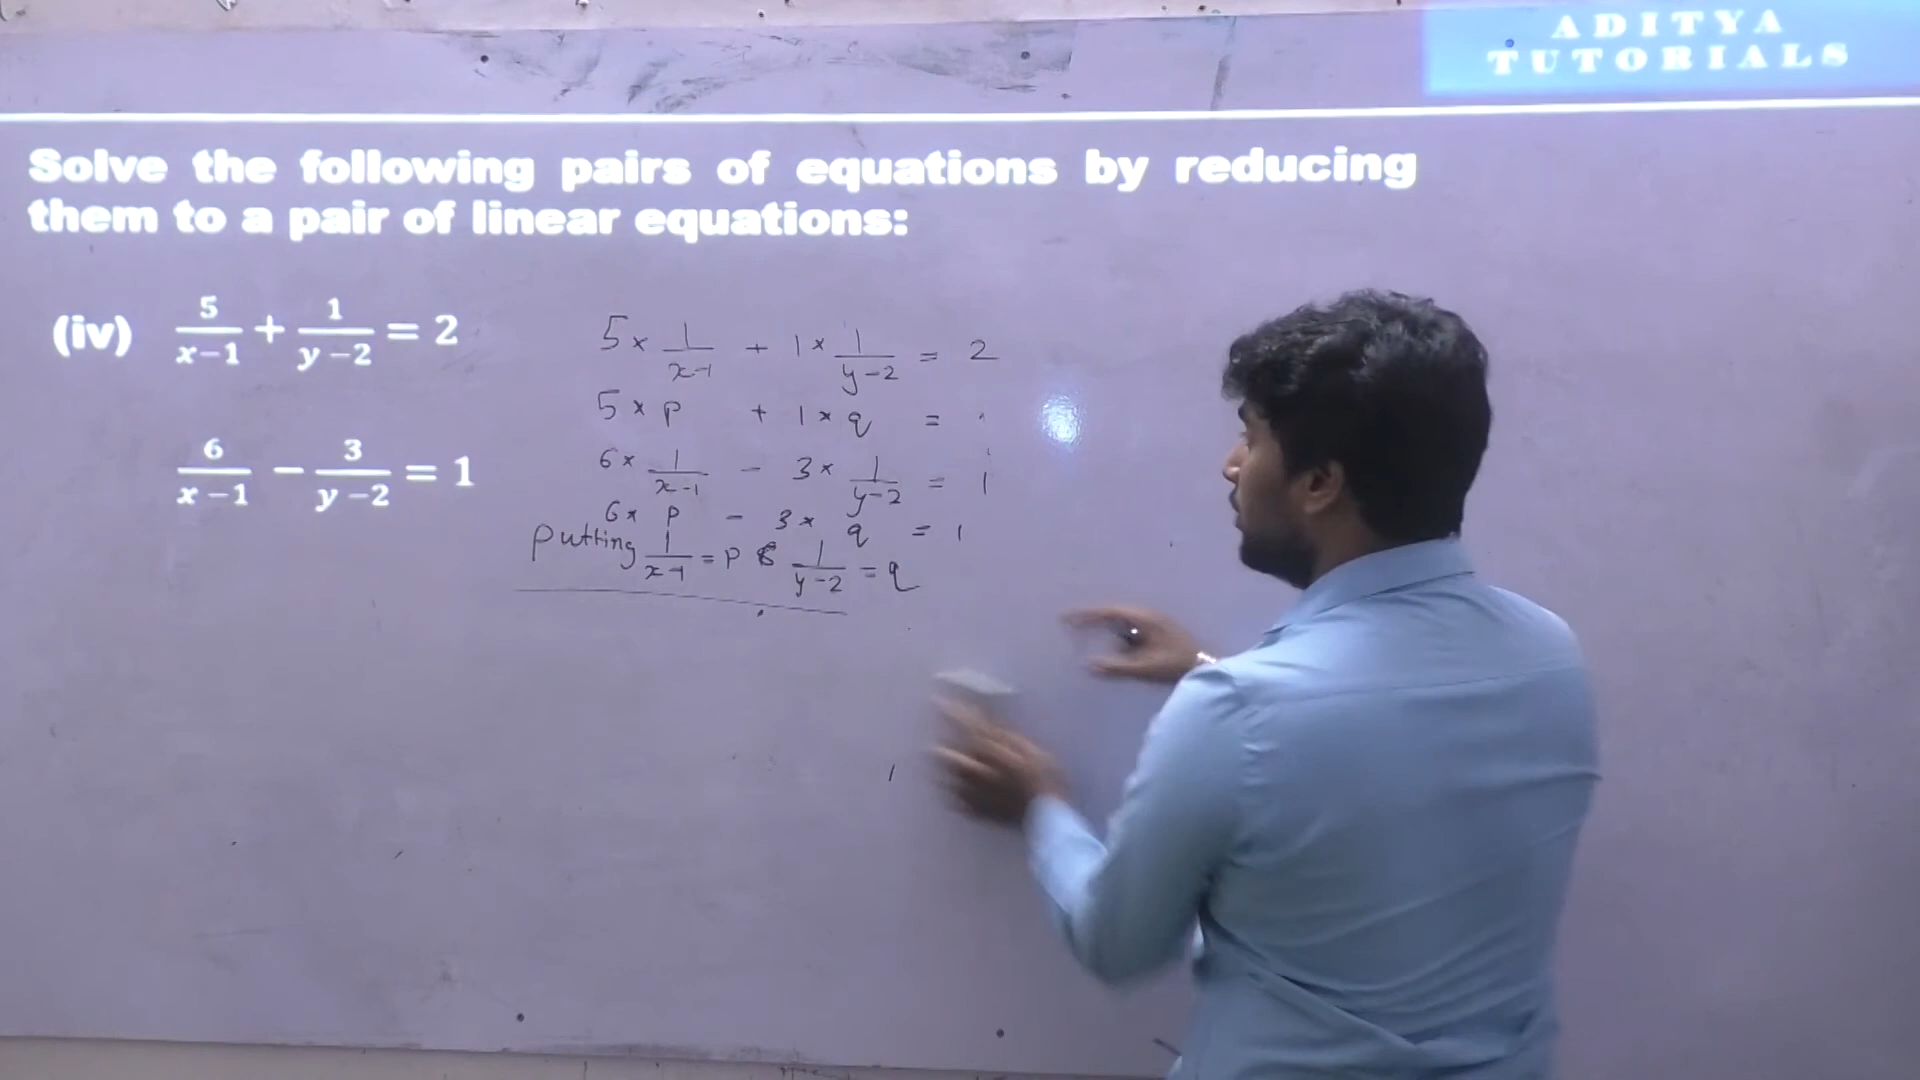 ADITYA
TUTORIALS
Solve the following pairs of equations by reducing
them to a pair of linear equations:
(iv) 5/(x−1) + 1/(y−2) = 2
6/(x−1) − 3/(y−2) = 1
5 × 1/(x−1) + 1 × 1/(y−2) = 2
5 × p + 1 × q =
6 × 1/(x−1) − 3 × 1/(y−2) = 1
6 × p − 3 × q = 1
putting 1/(x−1) = p & 1/(y−2) = q